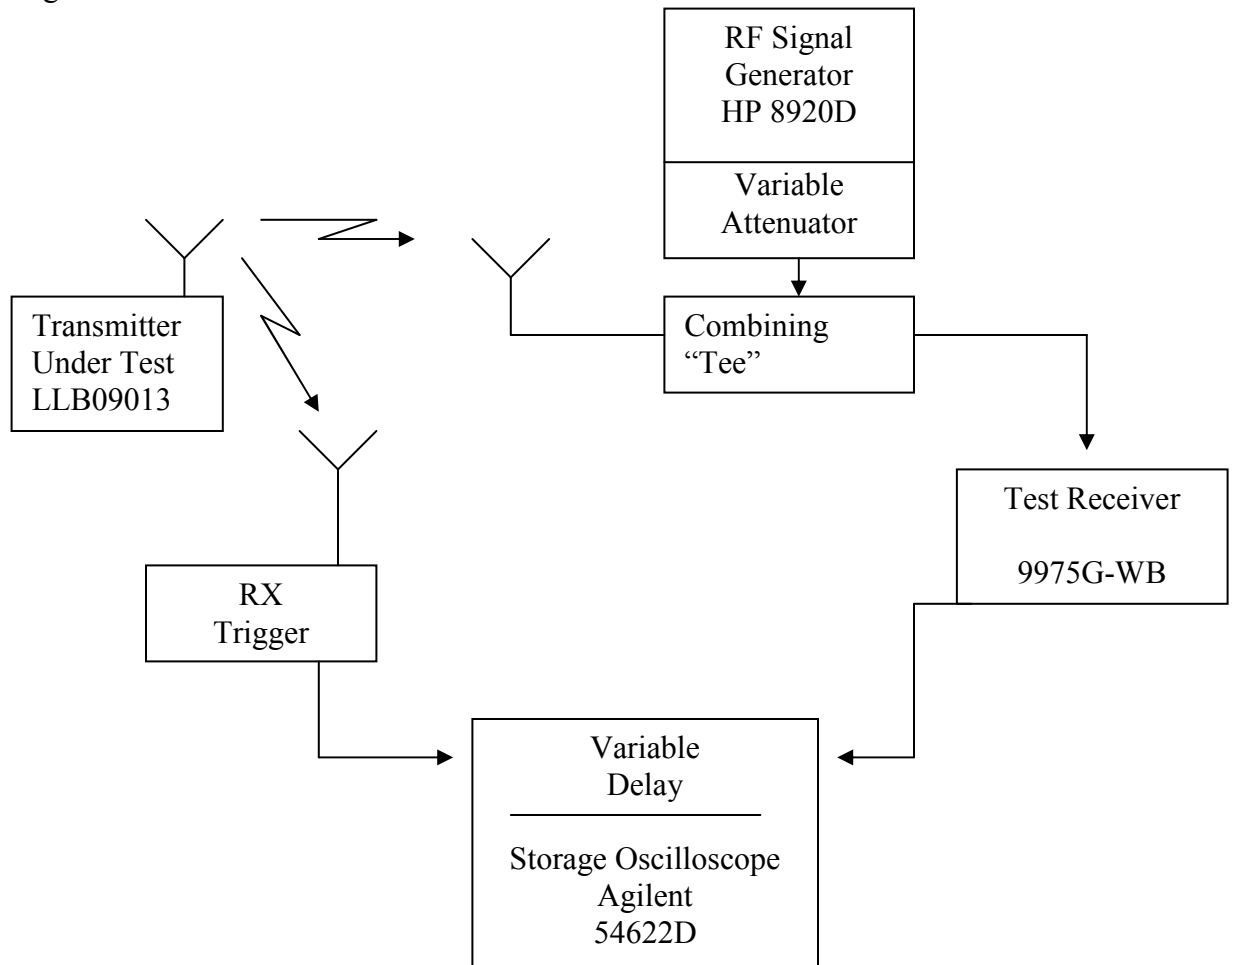 RF Signal
Generator
HP 8920D
Variable
Attenuator
Transmitter
Under Test
LLB09013
Combining
“Tee”
Test Receiver
9975G-WB
RX
Trigger
Variable
Delay
Storage Oscilloscope
Agilent
54622D